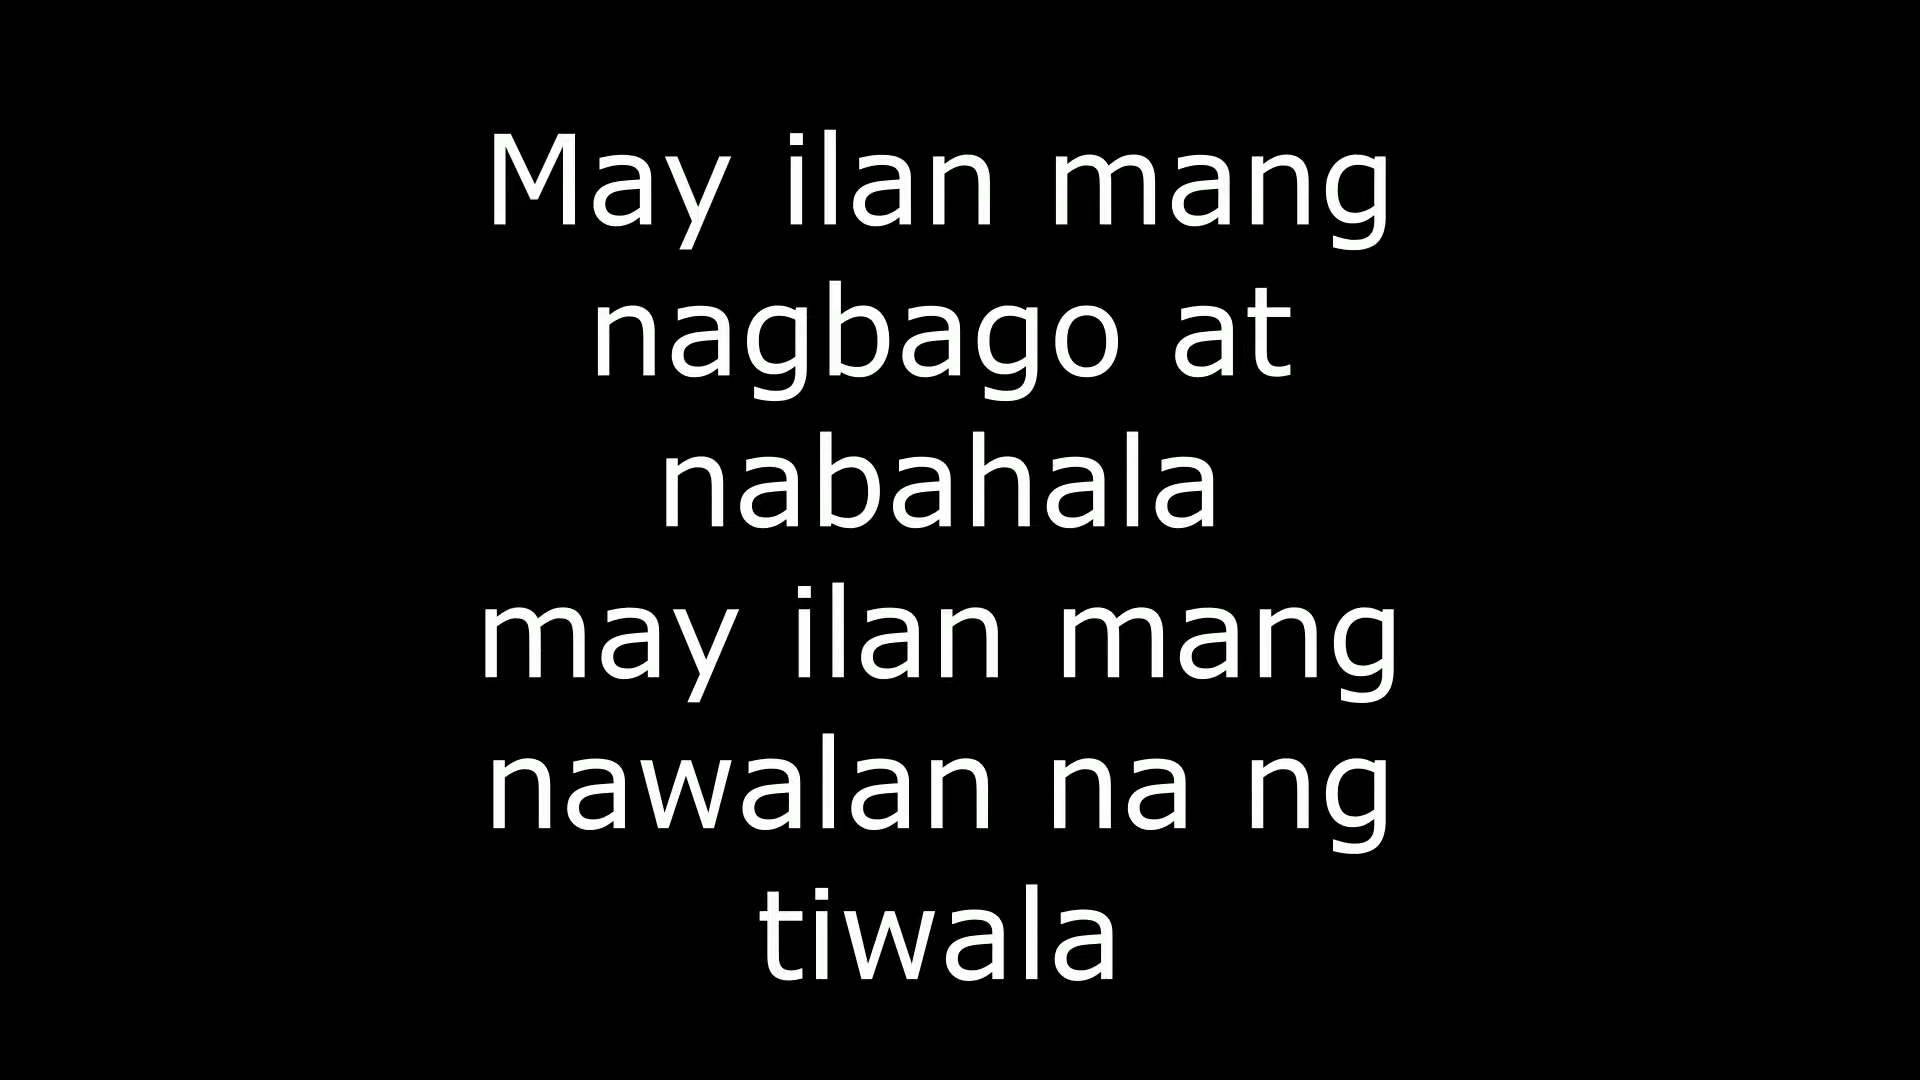 May ilan mang
nagbago at
nabahala
may ilan mang
nawalan na ng
tiwala